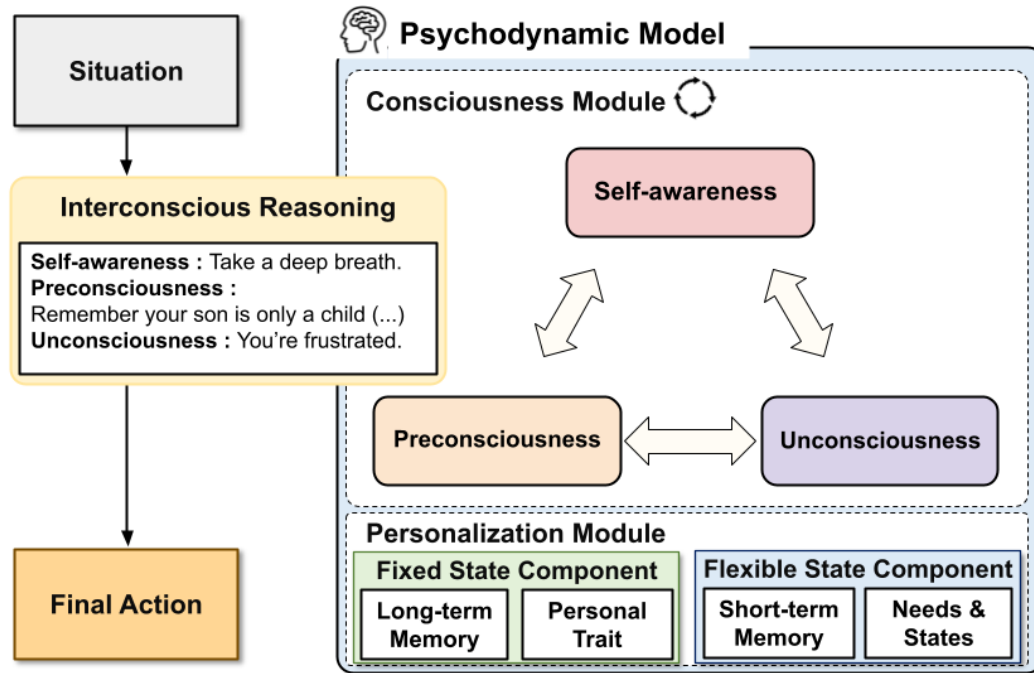 Situation
Interconscious Reasoning
Self-awareness : Take a deep breath.
Preconsciousness :
Remember your son is only a child (...)
Unconsciousness : You're frustrated.
Final Action
Psychodynamic Model
Consciousness Module
Self-awareness
Preconsciousness
Unconsciousness
Personalization Module
Fixed State Component
Long-term
Memory
Personal
Trait
Flexible State Component
Short-term
Memory
Needs &
States